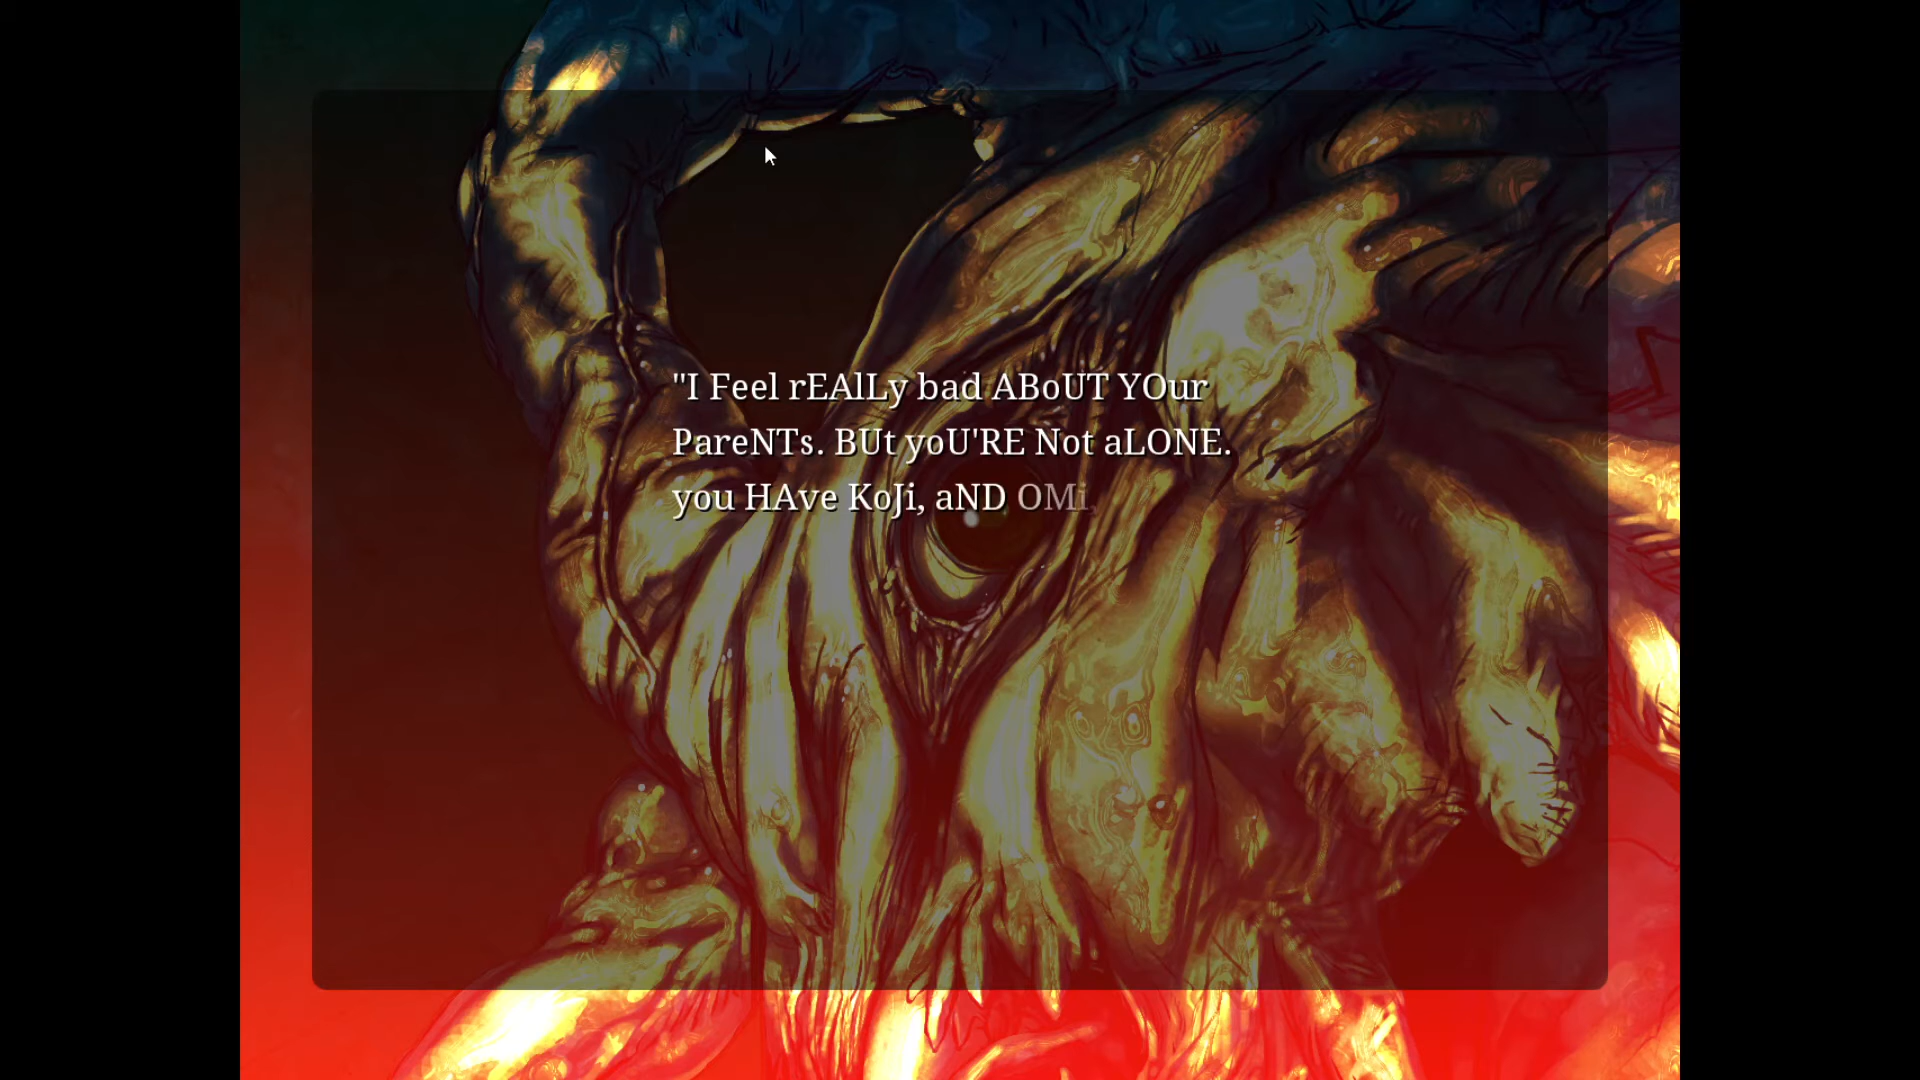 "I Feel rEAlLy bad ABoUT YOur
PareNTs. BUt yoU'RE Not aLONE.
you HAve KoJi, aND OMi,